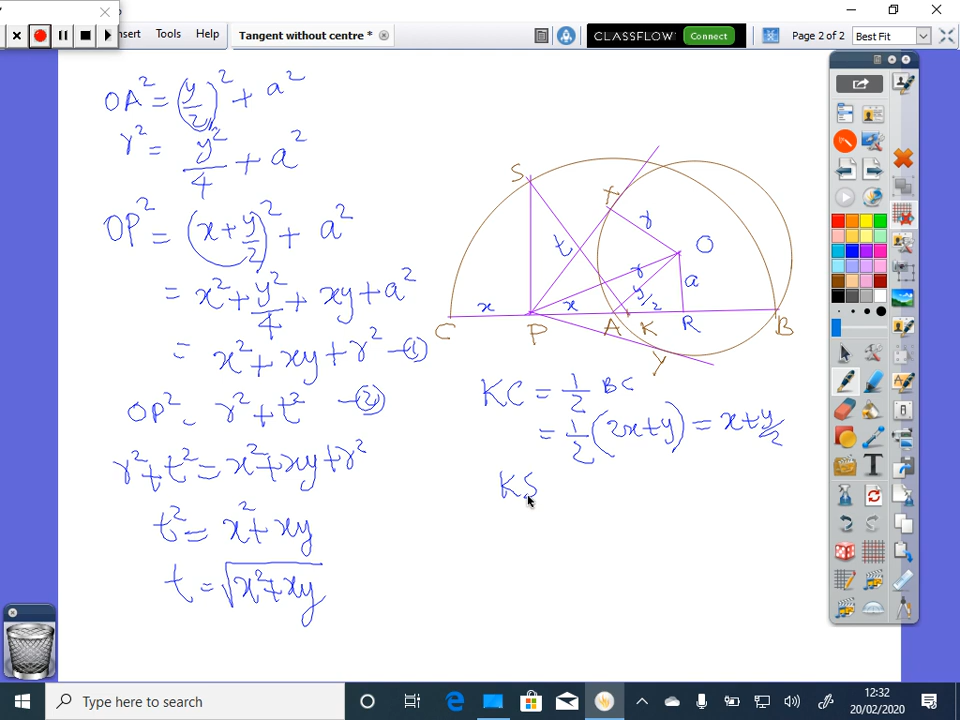 nsert Tools Help Tangent without centre * CLASSFLOW Connect Page 2 of 2 Best Fit
OA² = (y/2)² + a²
r² = y²/4 + a²
OP² = (x+y/2)² + a²
= x² + y²/4 + xy + a²
= x² + xy + r² —①
OP² = r² + t² —②
r² + t² = x² + xy + r²
t² = x² + xy
t = √x² + xy
S
X
r
O
t
r
a
x
x
y/2
C
P
A
K
R
B
Y
KC = 1/2 BC
= 1/2 (2x+y) = x+y/2
KS
T
Type here to search
12:32
20/02/2020